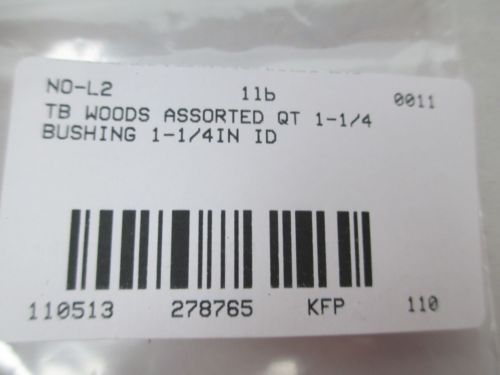 NO-L2 11b 0011
TB WOODS ASSORTED QT 1-1/4
BUSHING 1-1/4IN ID
110513 278765 KFP 110